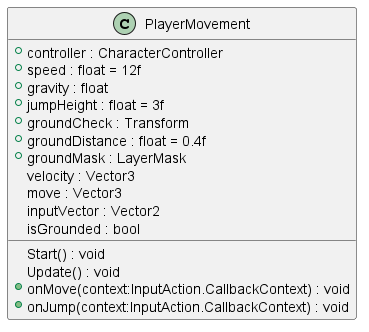 C PlayerMovement
controller : CharacterController
speed : float = 12f
gravity : float
jumpHeight : float = 3f
groundCheck : Transform
groundDistance : float = 0.4f
groundMask : LayerMask
velocity : Vector3
move : Vector3
inputVector : Vector2
isGrounded : bool
Start() : void
Update() : void
onMove(context:InputAction.CallbackContext) : void
onJump(context:InputAction.CallbackContext) : void